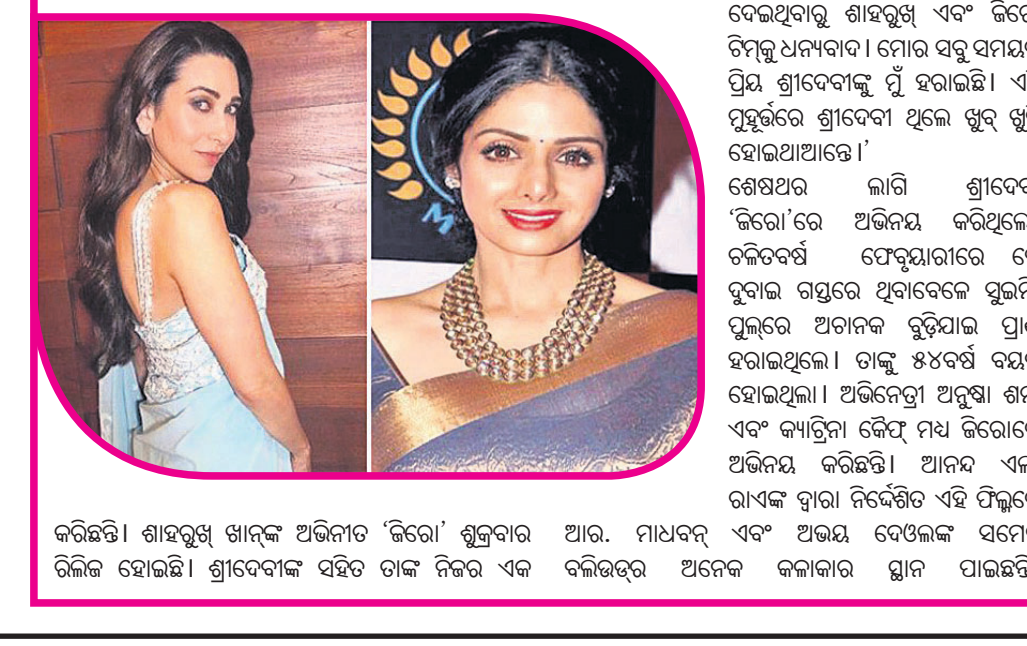 କରିଛନ୍ତି। ଶାହରୁଖ୍ ଖାନ୍‌ଙ୍କ ଅଭିନୀତ ‘ଜିରୋ’ ଶୁକ୍ରବାର
ରିଲିଜ ହୋଇଛି। ଶ୍ରୀଦେବୀଙ୍କ ସହିତ ତାଙ୍କ ନିଜର ଏକ
ଦେଇଥିବାରୁ ଶାହରୁଖ୍ ଏବଂ
ଟିମ୍‌କୁ ଧନ୍ୟବାଦ। ମୋର ସବୁ
ପ୍ରିୟ ଶ୍ରୀଦେବୀଙ୍କୁ ମୁଁ ହରାଇଛି।
ମୁହୂର୍ତ୍ତରେ ଶ୍ରୀଦେବୀ ଥିଲେ ଖୁବ୍
ହୋଇଥାଆନ୍ତେ।’
ଶେଷଥର ଲାଗି
‘ଜିରୋ’ରେ ଅଭିନୟ
ଚଳିତବର୍ଷ ଫେବୃୟାରୀରେ
ଦୁବାଇ ଗସ୍ତରେ ଥିବାବେଳେ
ପୁଲ୍‌ରେ ଅଚାନକ ବୁଡ଼ିଯାଇ
ହରାଇଥିଲେ। ତାଙ୍କୁ ୫୪ବର୍ଷ
ହୋଇଥିଲା। ଅଭିନେତ୍ରୀ ଅନୁଷ୍କା
ଏବଂ କ୍ୟାଟ୍ରିନା କୈଫ୍ ମଧ୍ୟ
ଅଭିନୟ କରିଛନ୍ତି। ଆନନ୍ଦ
ରାଏଙ୍କ ଦ୍ୱାରା ନିର୍ଦ୍ଦେଶିତ ଏହି
ଆର. ମାଧବନ୍ ଏବଂ ଅଭୟ ଦେଓଲଙ୍କ
ବଲିଉଡ୍‌ର ଅନେକ କଳାକାର ସ୍ଥାନ ପାଇଛନ୍ତି